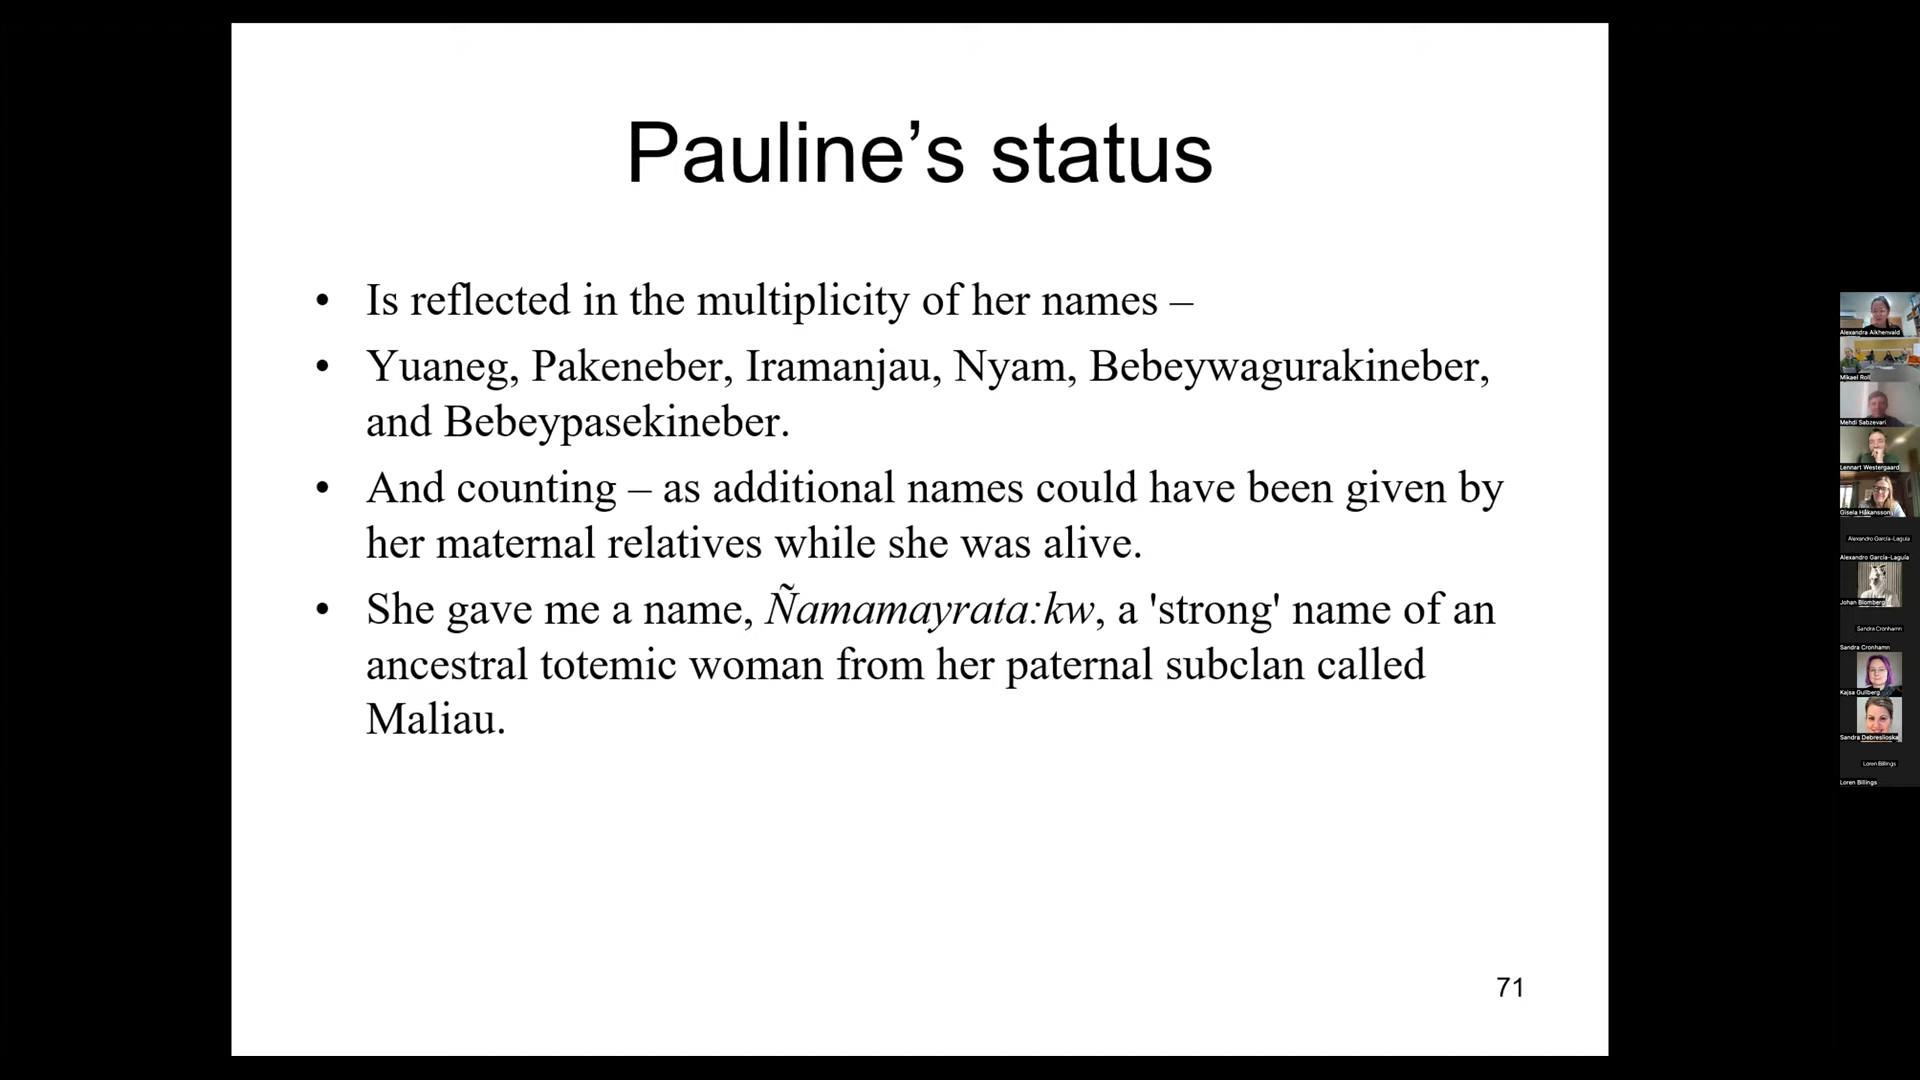 Pauline’s status
• Is reflected in the multiplicity of her names –
• Yuaneg, Pakeneber, Iramanjau, Nyam, Bebeywagurakineber,
and Bebeypasekineber.
• And counting – as additional names could have been given by
her maternal relatives while she was alive.
• She gave me a name, Ñamamayrata:kw, a 'strong' name of an
ancestral totemic woman from her paternal subclan called
Maliau.
71
Alexandra Aikhenvald
Mikael Roll
Mehdi Sabzevari
Lennart Westergaard
Gisela Håkansson
Alexandro García-Laguía
Alexandro García-Laguía
Johan Blomberg
Sandra Cronhamn
Sandra Cronhamn
Kajsa Gullberg
Sandra Debreslioska
Loren Billings
Loren Billings